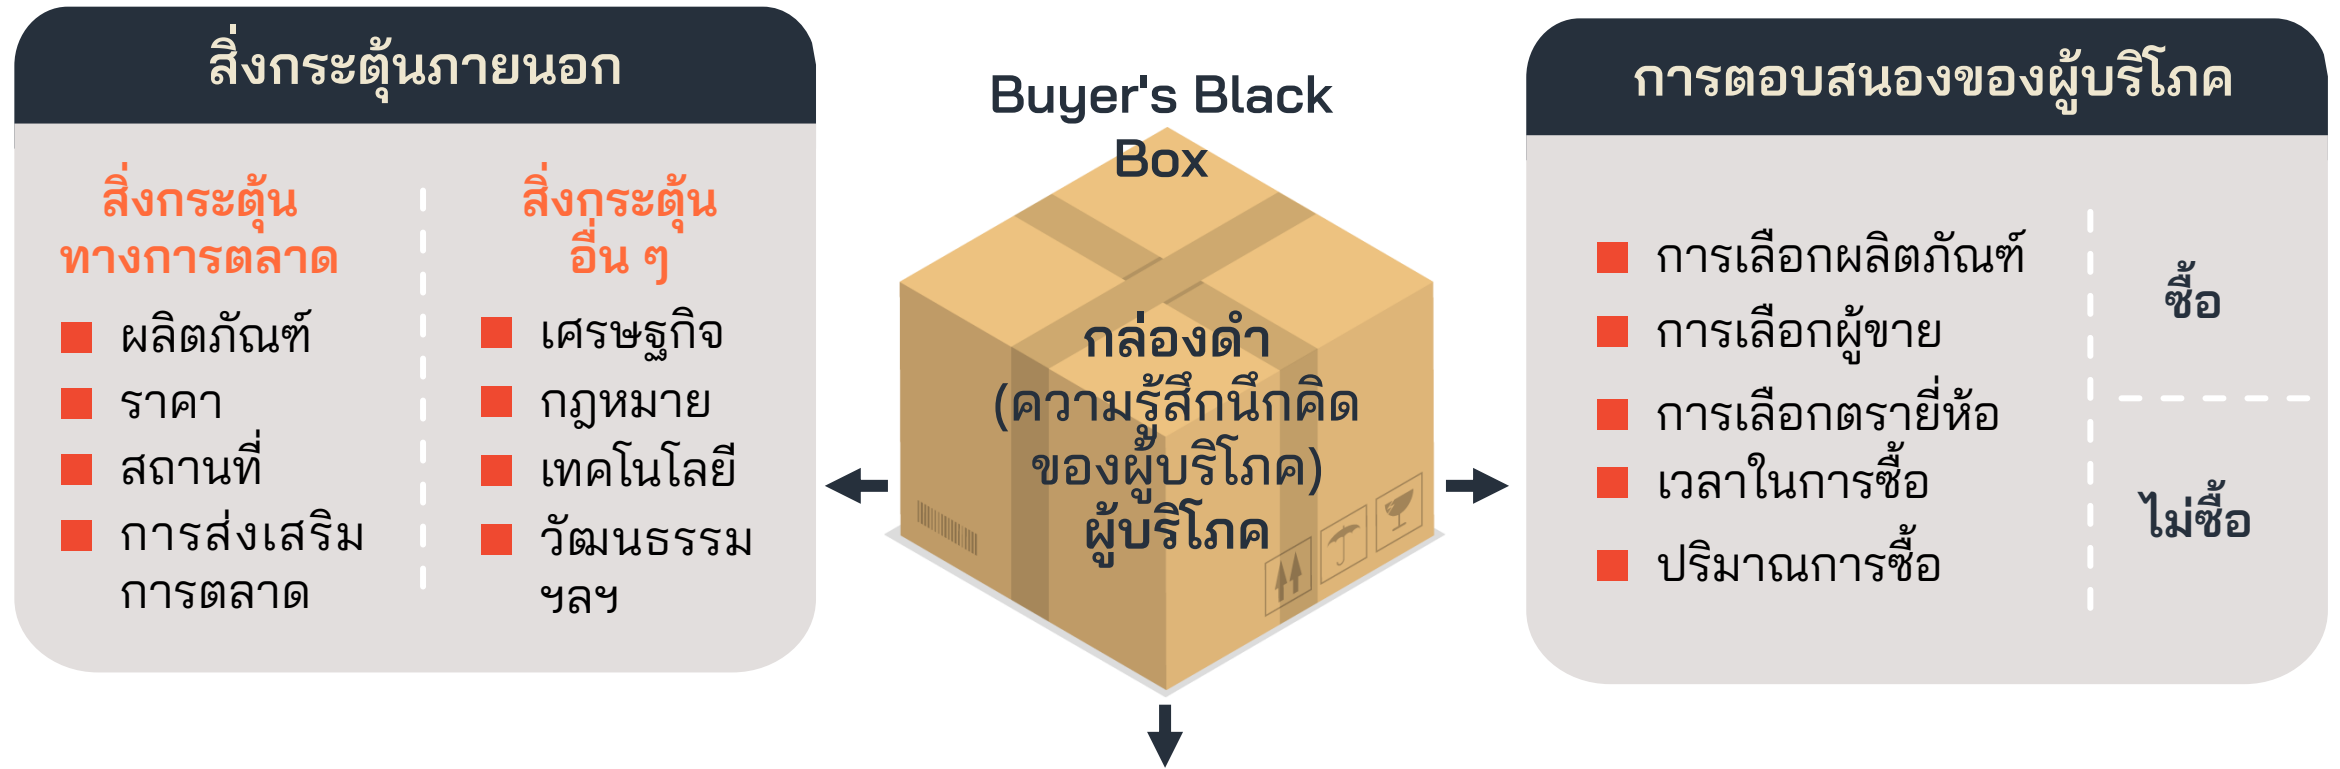 สิ่งกระตุ้นภายนอก
สิ่งกระตุ้น
ทางการตลาด
ผลิตภัณฑ์
ราคา
สถานที่
การส่งเสริม
การตลาด
สิ่งกระตุ้น
อื่น ๆ
เศรษฐกิจ
กฎหมาย
เทคโนโลยี
วัฒนธรรม
ฯลฯ
Buyer's Black
Box
กล่องดำ
(ความรู้สึกนึกคิด
ของผู้บริโภค)
ผู้บริโภค
การตอบสนองของผู้บริโภค
การเลือกผลิตภัณฑ์
การเลือกผู้ขาย
การเลือกตรายี่ห้อ
เวลาในการซื้อ
ปริมาณการซื้อ
ซื้อ
ไม่ซื้อ